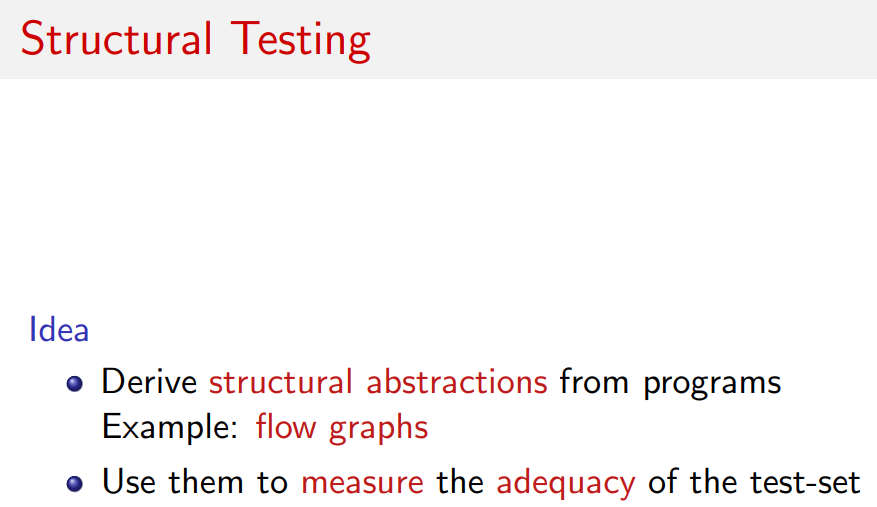 Structural Testing
Idea
Derive structural abstractions from programs
Example: flow graphs
Use them to measure the adequacy of the test-set